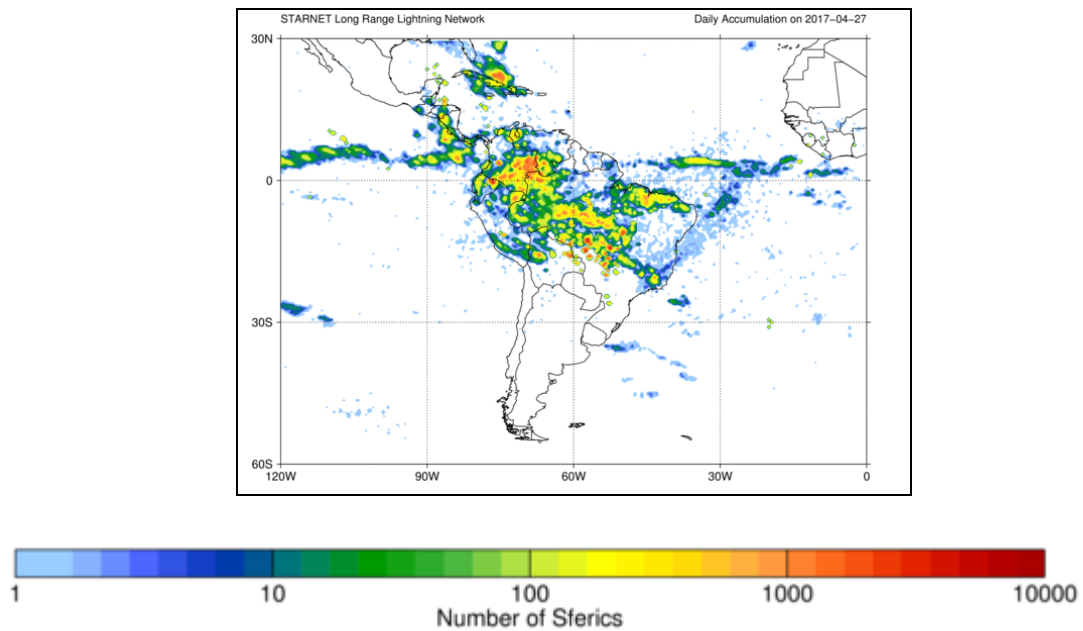 STARNET Long Range Lightning Network Daily Accumulation on 2017−04−27
30N
0
30S
60S
120W 90W 60W 30W 0
1 10 100 1000 10000
Number of Sferics